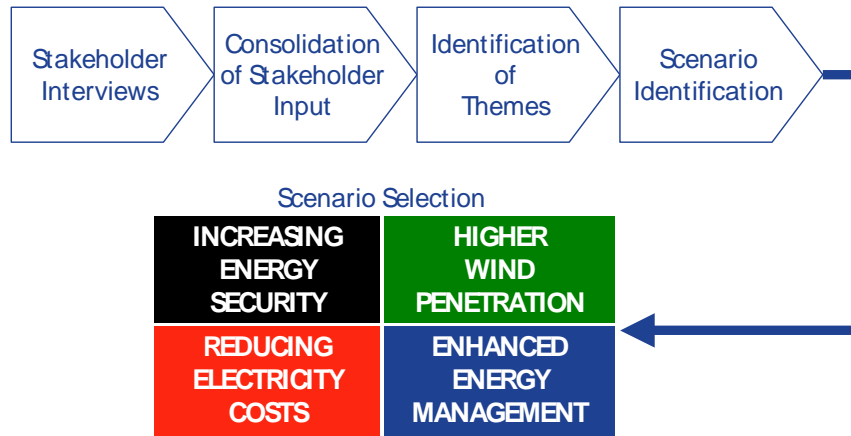 Stakeholder
Interviews
Consolidation
of Stakeholder
Input
Identification
of
Themes
Scenario
Identification
Scenario Selection
INCREASING
ENERGY
SECURITY
HIGHER
WIND
PENETRATION
REDUCING
ELECTRICITY
COSTS
ENHANCED
ENERGY
MANAGEMENT